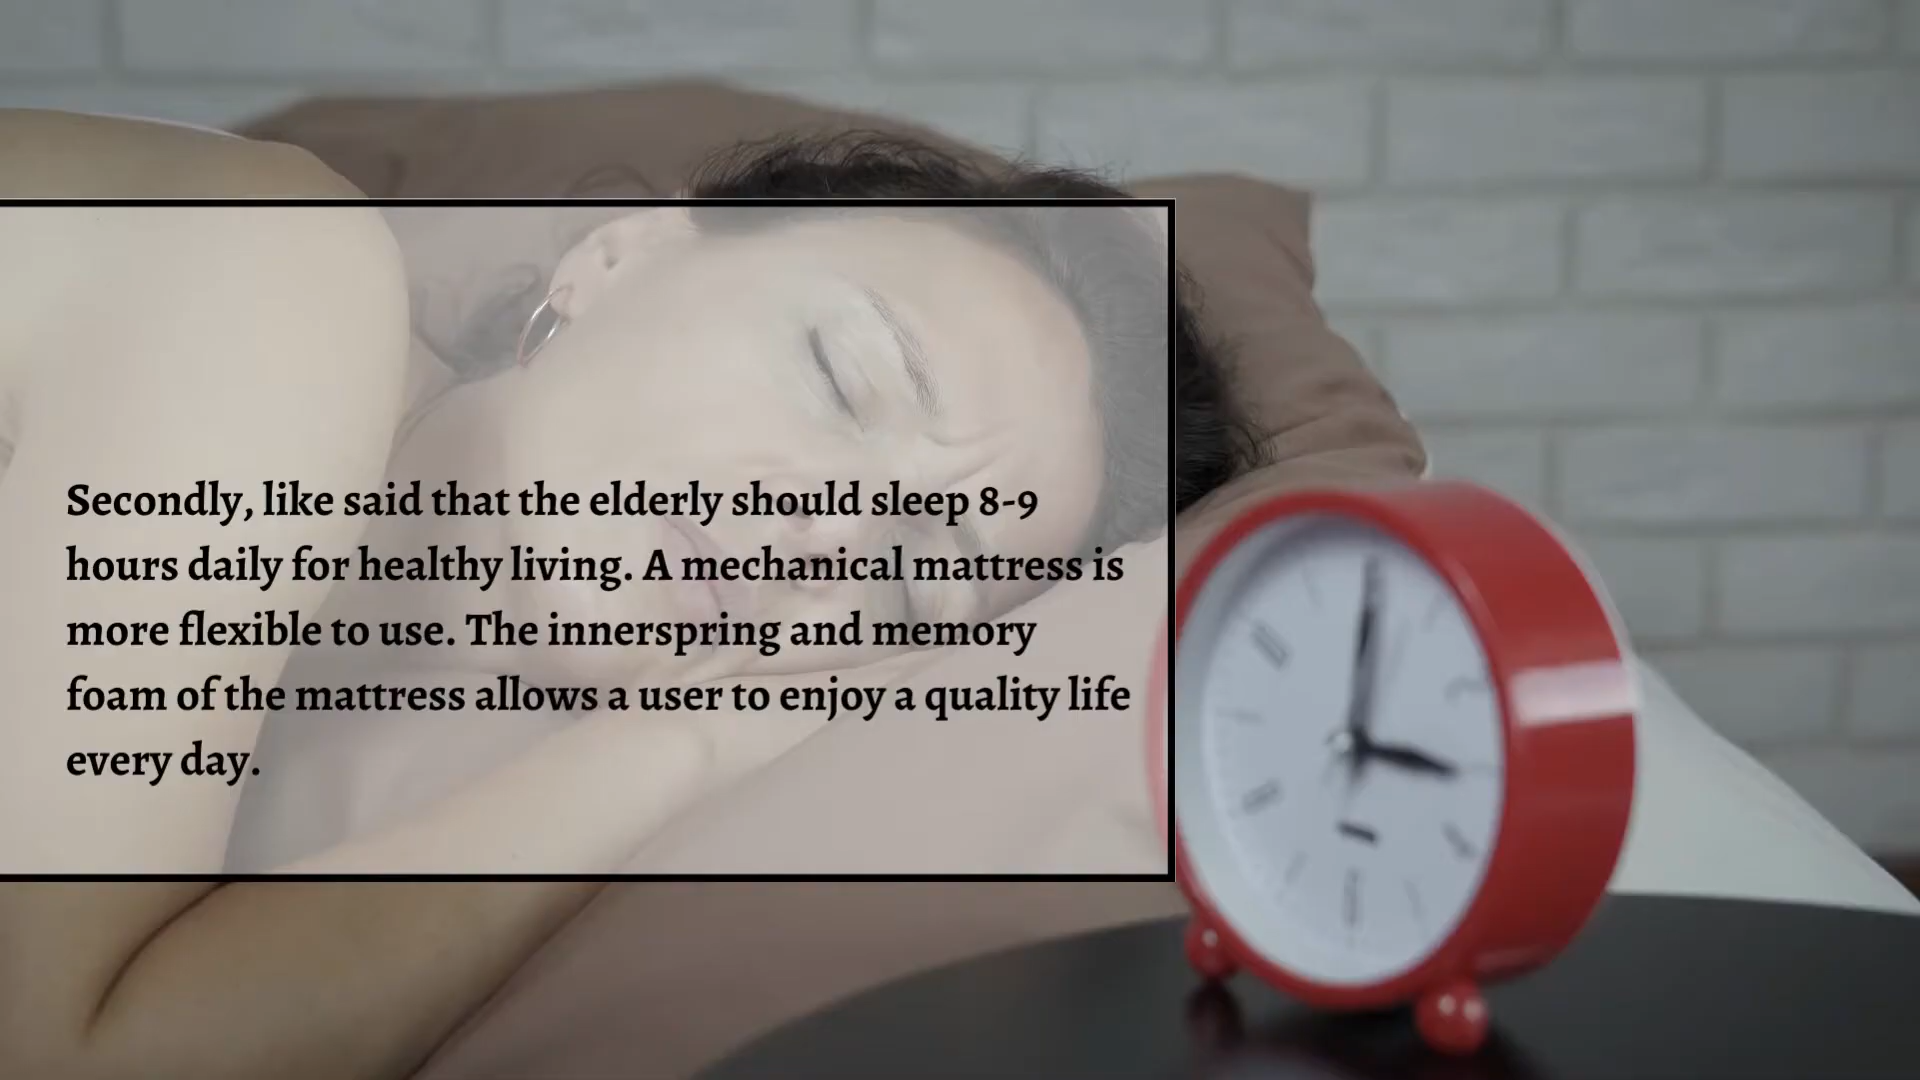 Secondly, like said that the elderly should sleep 8-9
hours daily for healthy living. A mechanical mattress is
more flexible to use. The innerspring and memory
foam of the mattress allows a user to enjoy a quality life
every day.